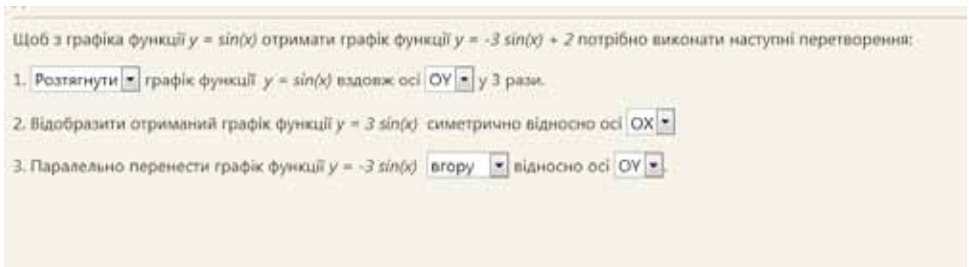 Щоб з графіка функції y = sin(x) отримати графік функції y = -3 sin(x) + 2 потрібно виконати наступні перетворення:
1. Розтягнути графік функції y = sin(x) вздовж осі OY у 3 рази.
2. Відобразити отриманий графік функції y = 3 sin(x) симетрично відносно осі OX
3. Паралельно перенести графік функції y = -3 sin(x) вгору відносно осі OY.